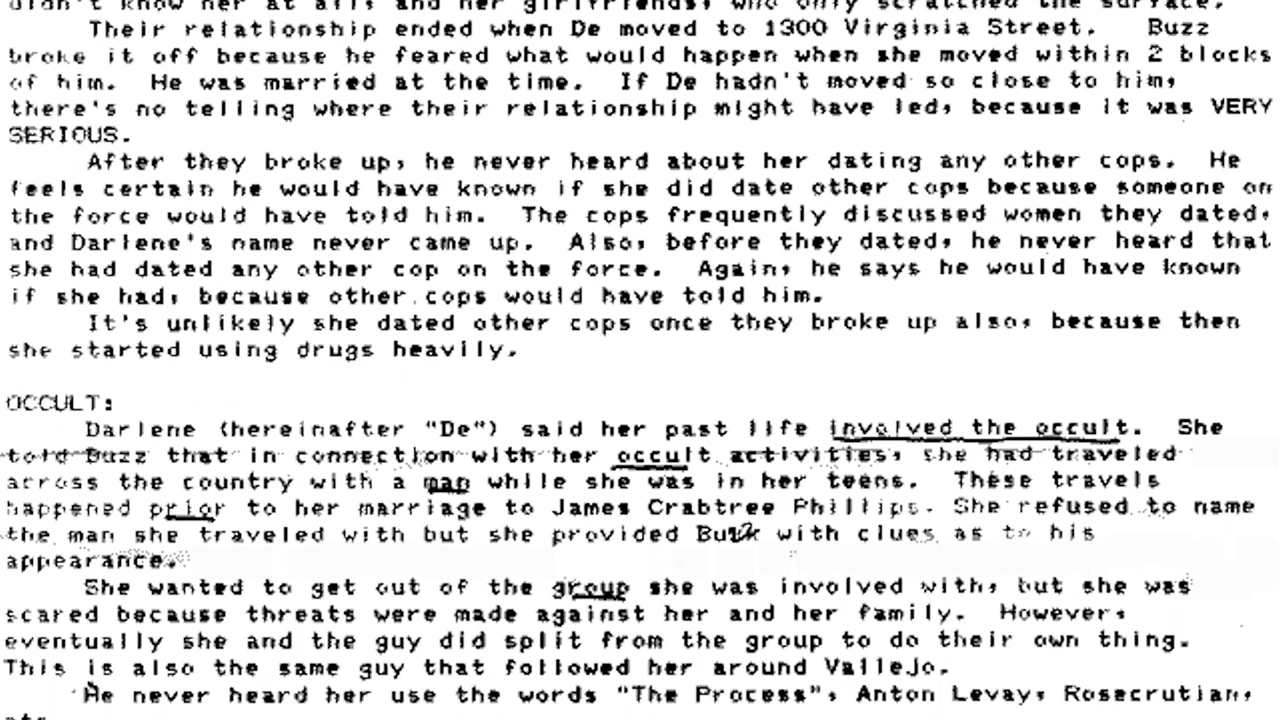 didn't know her at all, and her girlfriends, who only scratched the surface.
Their relationship ended when De moved to 1300 Virginia Street. Buzz
broke it off because he feared what would happen when she moved within 2 blocks
of him. He was married at the time. If De hadn't moved so close to him,
there's no telling where their relationship might have led, because it was VERY
SERIOUS.
After they broke up, he never heard about her dating any other cops. He
feels certain he would have known if she did date other cops because someone on
the force would have told him. The cops frequently discussed women they dated,
and Darlene's name never came up. Also, before they dated, he never heard that
she had dated any other cop on the force. Again, he says he would have known
if she had, because other cops would have told him.
It's unlikely she dated other cops once they broke up also, because then
she started using drugs heavily.
OCCULT:
Darlene (hereinafter "De") said her past life involved the occult. She
told Buzz that in connection with her occult activities, she had traveled
across the country with a man while she was in her teens. These travels
happened prior to her marriage to James Crabtree Phillips. She refused to name
the man she traveled with but she provided with clues as to his
appearance.
She wanted to get out of the group she was involved with, but she was
scared because threats were made against her and her family. However,
eventually she and the guy did split from the group to do their own thing.
This is also the same guy that followed her around Vallejo.
He never heard her use the words "The Process", Anton Levay, Rosecrutian,